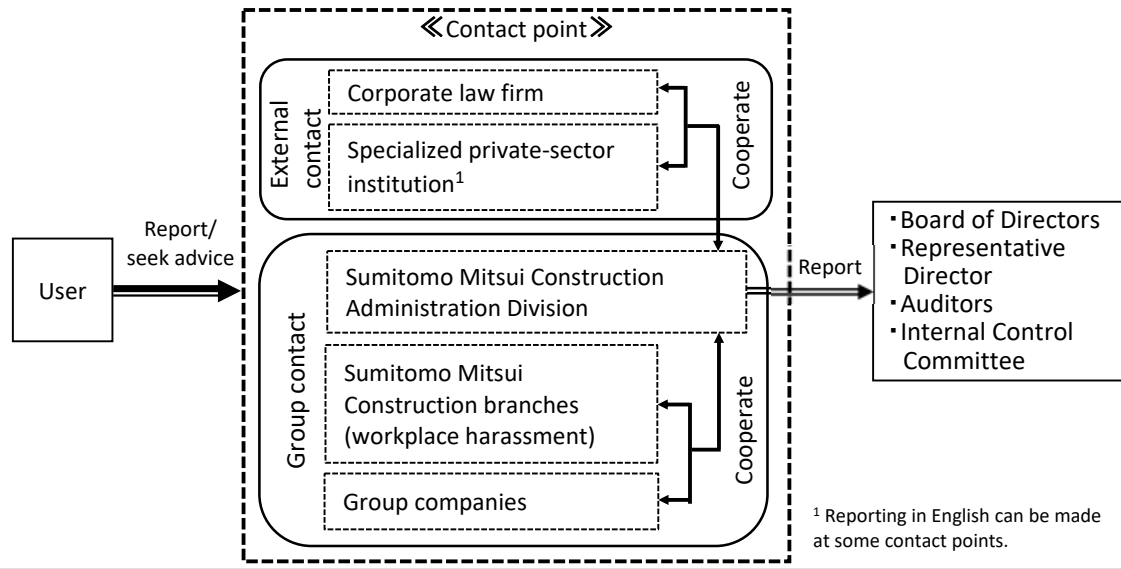 ≪Contact point≫
External
contact
Corporate law firm
Specialized private-sector
institution¹
Cooperate
User
Report/
seek advice
Group contact
Sumitomo Mitsui Construction
Administration Division
Sumitomo Mitsui
Construction branches
(workplace harassment)
Group companies
Cooperate
Report
・Board of Directors
・Representative
Director
・Auditors
・Internal Control
Committee
¹ Reporting in English can be made
at some contact points.